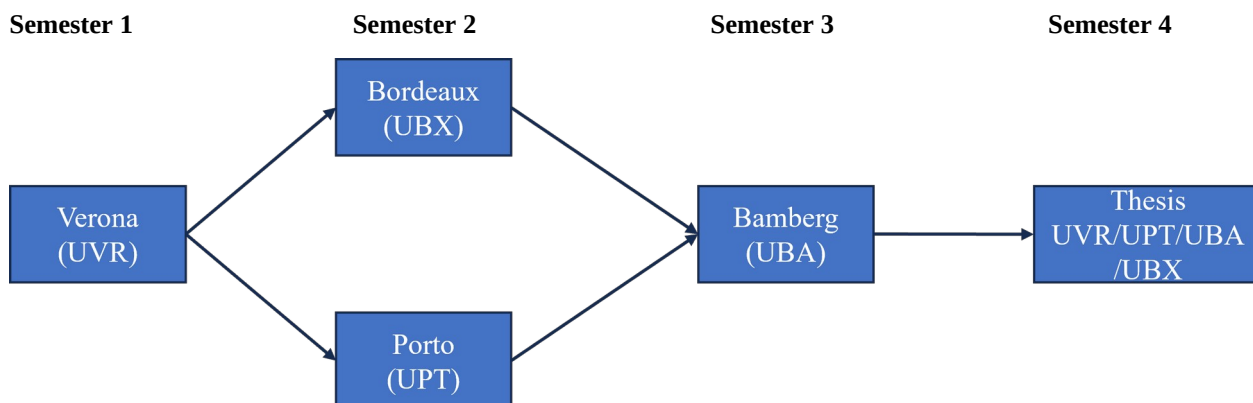 Semester 1
Semester 2
Semester 3
Semester 4
Bordeaux
(UBX)
Verona
(UVR)
Bamberg
(UBA)
Thesis
UVR/UPT/UBA
/UBX
Porto
(UPT)